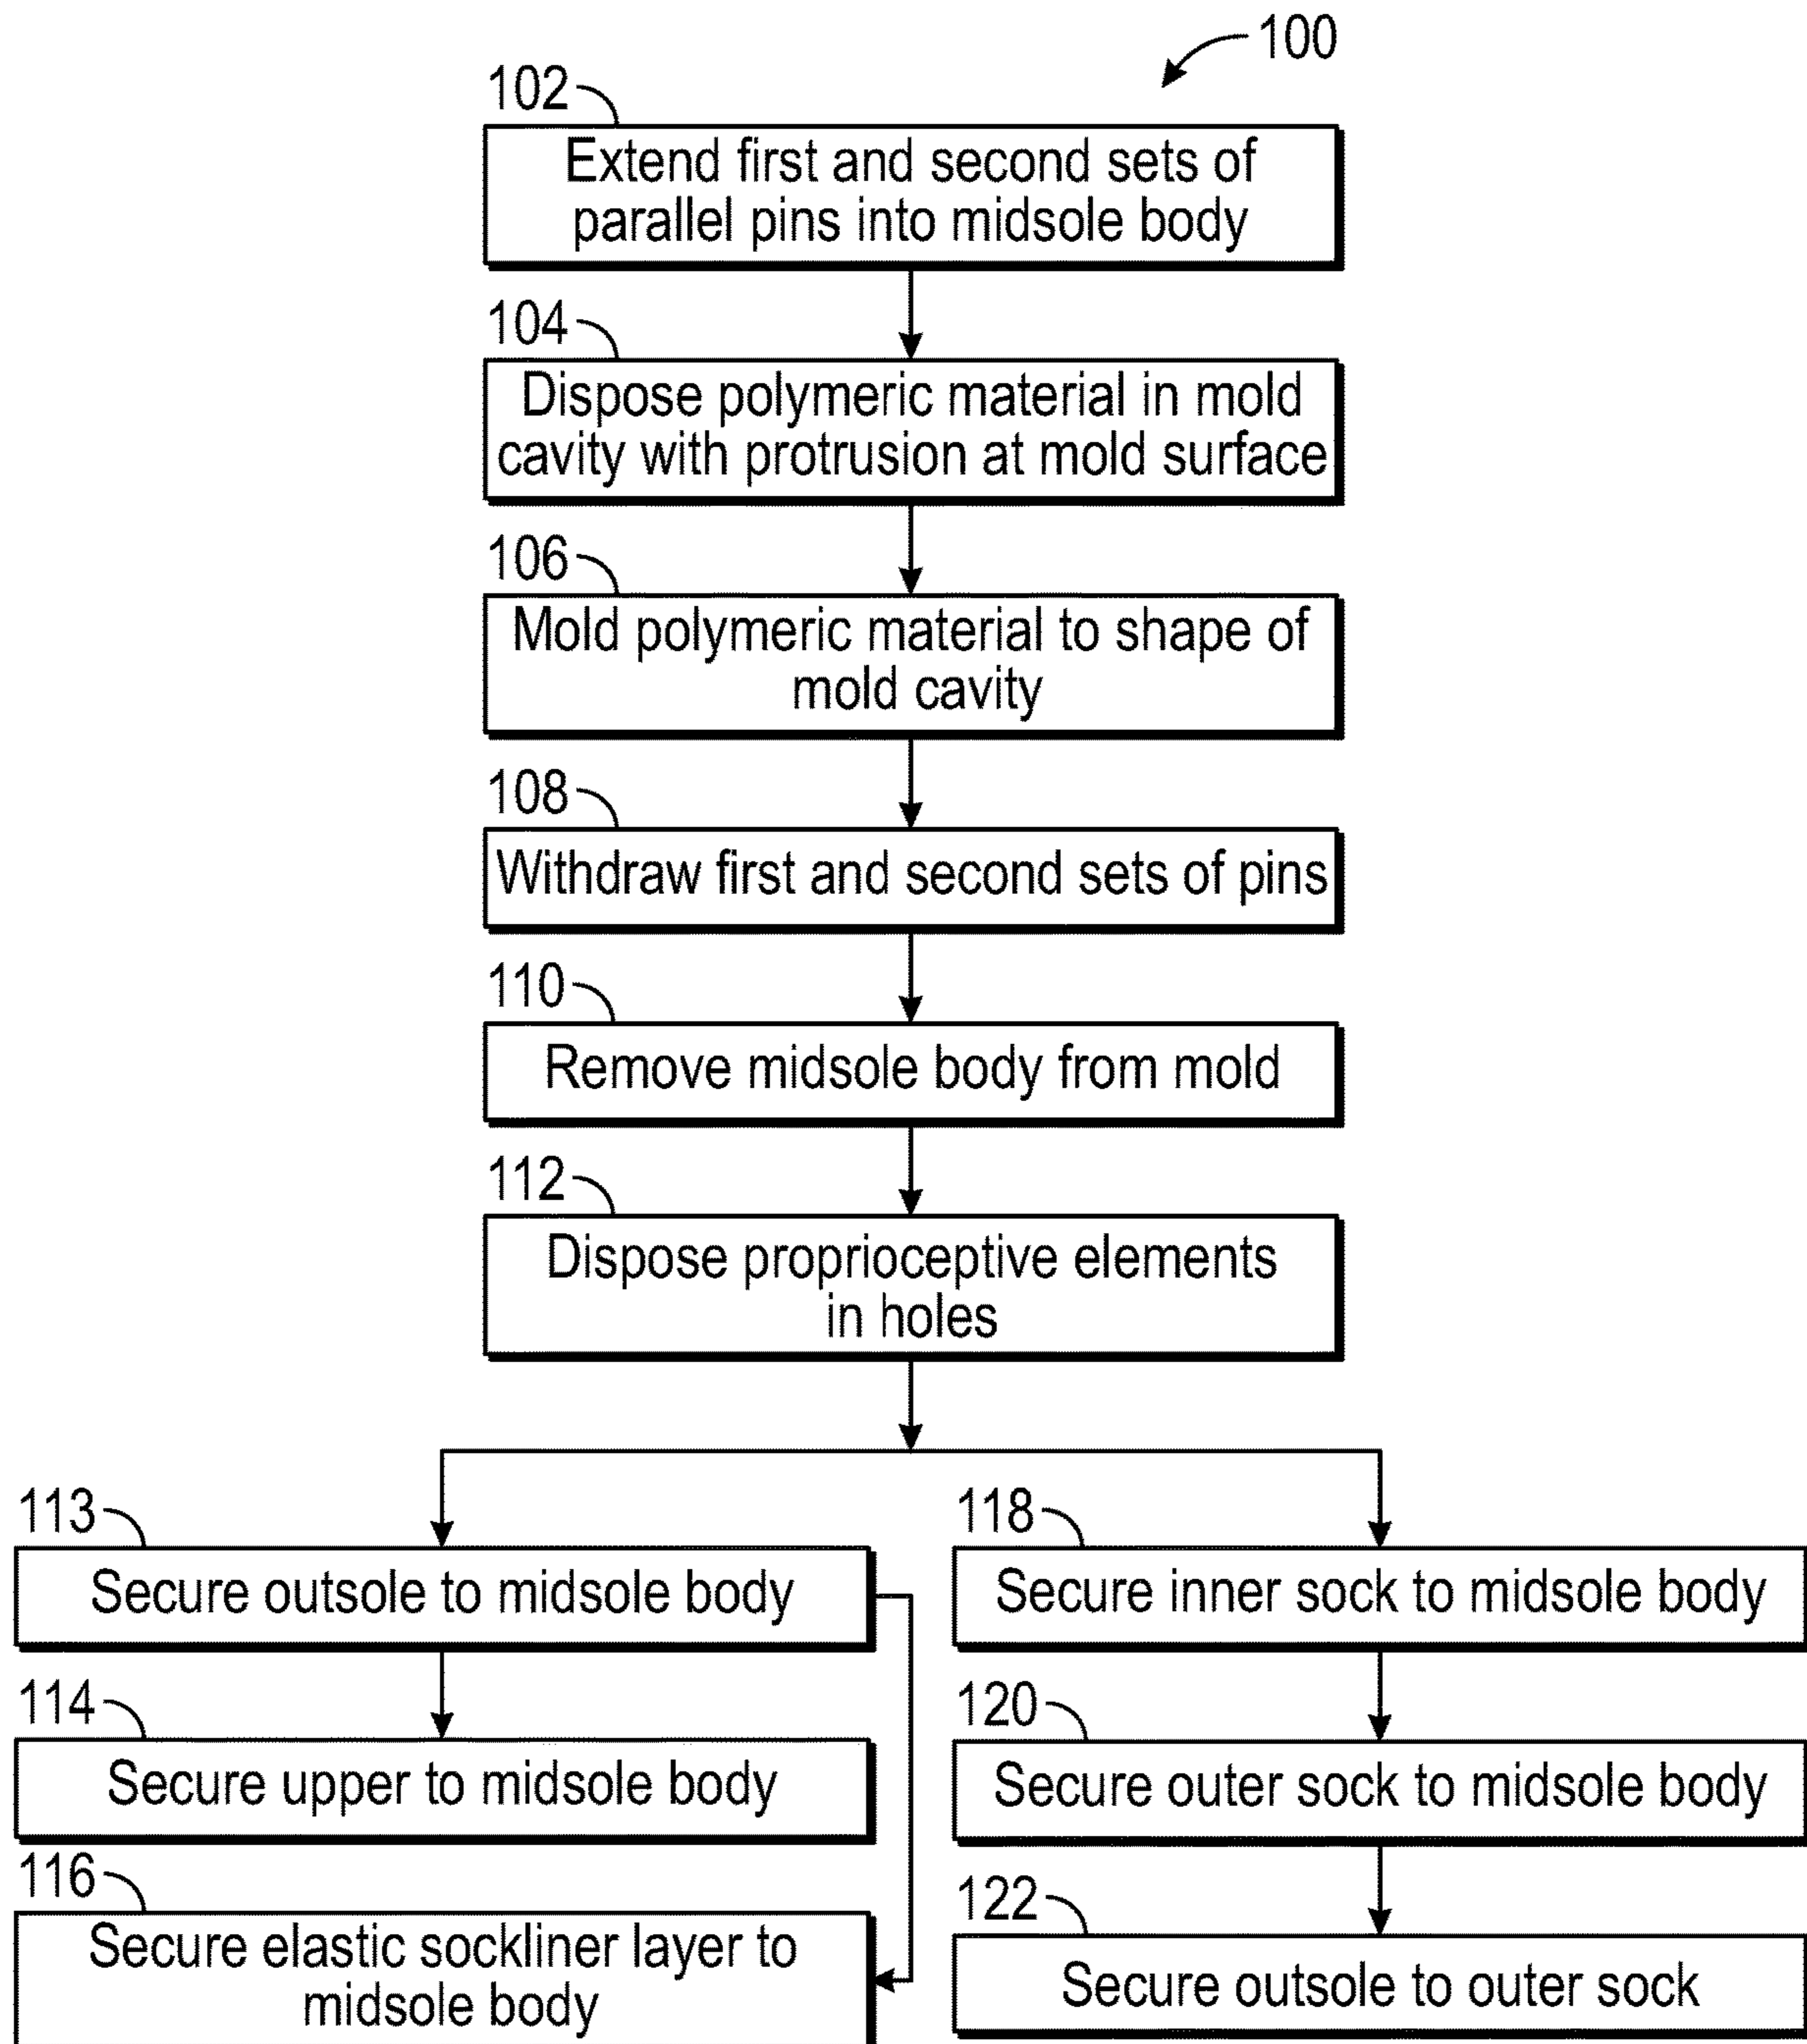 100
102
Extend first and second sets of
parallel pins into midsole body
104
Dispose polymeric material in mold
cavity with protrusion at mold surface
106
Mold polymeric material to shape of
mold cavity
108
Withdraw first and second sets of pins
110
Remove midsole body from mold
112
Dispose proprioceptive elements
in holes
113
Secure outsole to midsole body
114
Secure upper to midsole body
116
Secure elastic sockliner layer to
midsole body
118
Secure inner sock to midsole body
120
Secure outer sock to midsole body
122
Secure outsole to outer sock